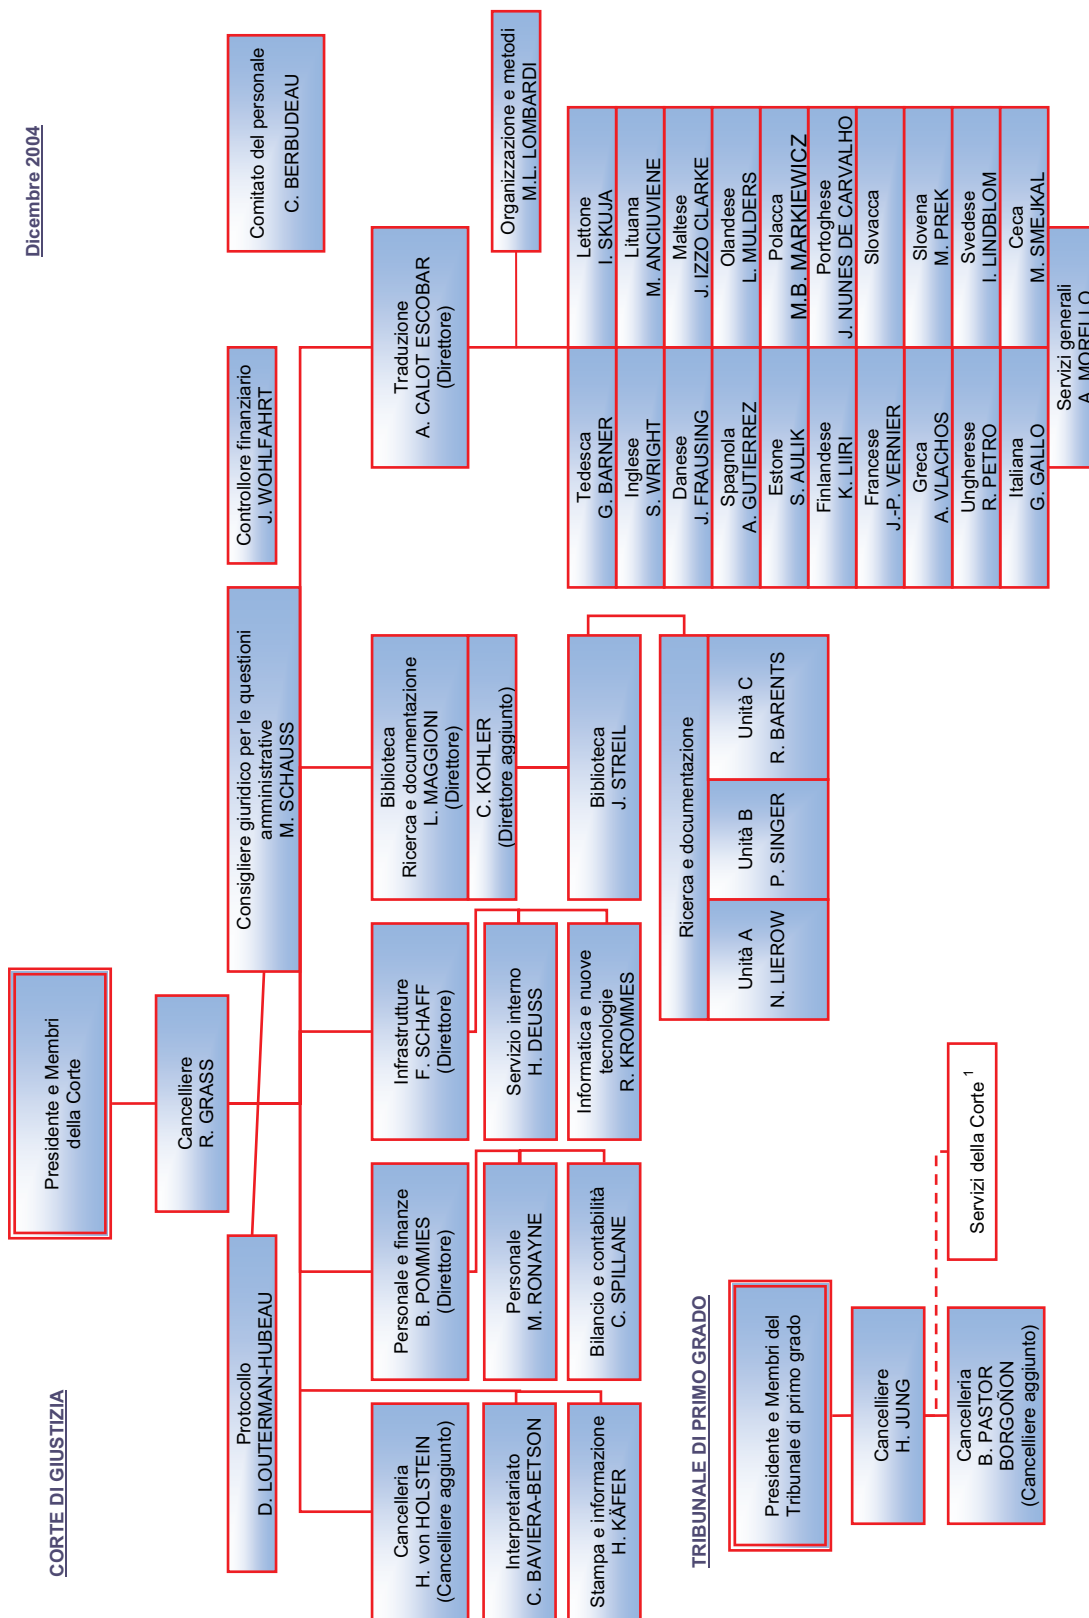 Dicembre 2004
CORTE DI GIUSTIZIA
Presidente e Membri
della Corte
Cancelliere
R. GRASS
Protocollo
D. LOUTERMAN-HUBEAU
Consigliere giuridico per le questioni
amministrative
M. SCHAUSS
Controllore finanziario
J. WOHLFAHRT
Comitato del personale
C. BERBUDEAU
Cancelleria
H. von HOLSTEIN
(Cancelliere aggiunto)
Interpretariato
C. BAVIERA-BETSON
Stampa e informazione
H. KÄFER
Personale e finanze
B. POMMIES
(Direttore)
Personale
M. RONAYNE
Bilancio e contabilità
C. SPILLANE
Infrastrutture
F. SCHAFF
(Direttore)
Servizio interno
H. DEUSS
Informatica e nuove
tecnologie
R. KROMMES
Biblioteca
Ricerca e documentazione
L. MAGGIONI
(Direttore)
C. KOHLER
(Direttore aggiunto)
Biblioteca
J. STREIL
Ricerca e documentazione
Unità A
N. LIEROW
Unità B
P. SINGER
Unità C
R. BARENTS
Traduzione
A. CALOT ESCOBAR
(Direttore)
Organizzazione e metodi
M.L. LOMBARDI
Tedesca
G. BARNER
Inglese
S. WRIGHT
Danese
J. FRAUSING
Spagnola
A. GUTIERREZ
Estone
S. AULIK
Finlandese
K. LIIRI
Francese
J.-P. VERNIER
Greca
A. VLACHOS
Ungherese
R. PETRO
Italiana
G. GALLO
Lettone
I. SKUJA
Lituana
M. ANCIUVIENE
Maltese
J. IZZO CLARKE
Olandese
L. MULDERS
Polacca
M.B. MARKIEWICZ
Portoghese
J. NUNES DE CARVALHO
Slovacca
Slovena
M. PREK
Svedese
I. LINDBLOM
Ceca
M. SMEJKAL
Servizi generali
A. MORELLO
TRIBUNALE DI PRIMO GRADO
Presidente e Membri del
Tribunale di primo grado
Cancelliere
H. JUNG
Cancelleria
B. PASTOR
BORGOÑON
(Cancelliere aggiunto)
Servizi della Corte 1